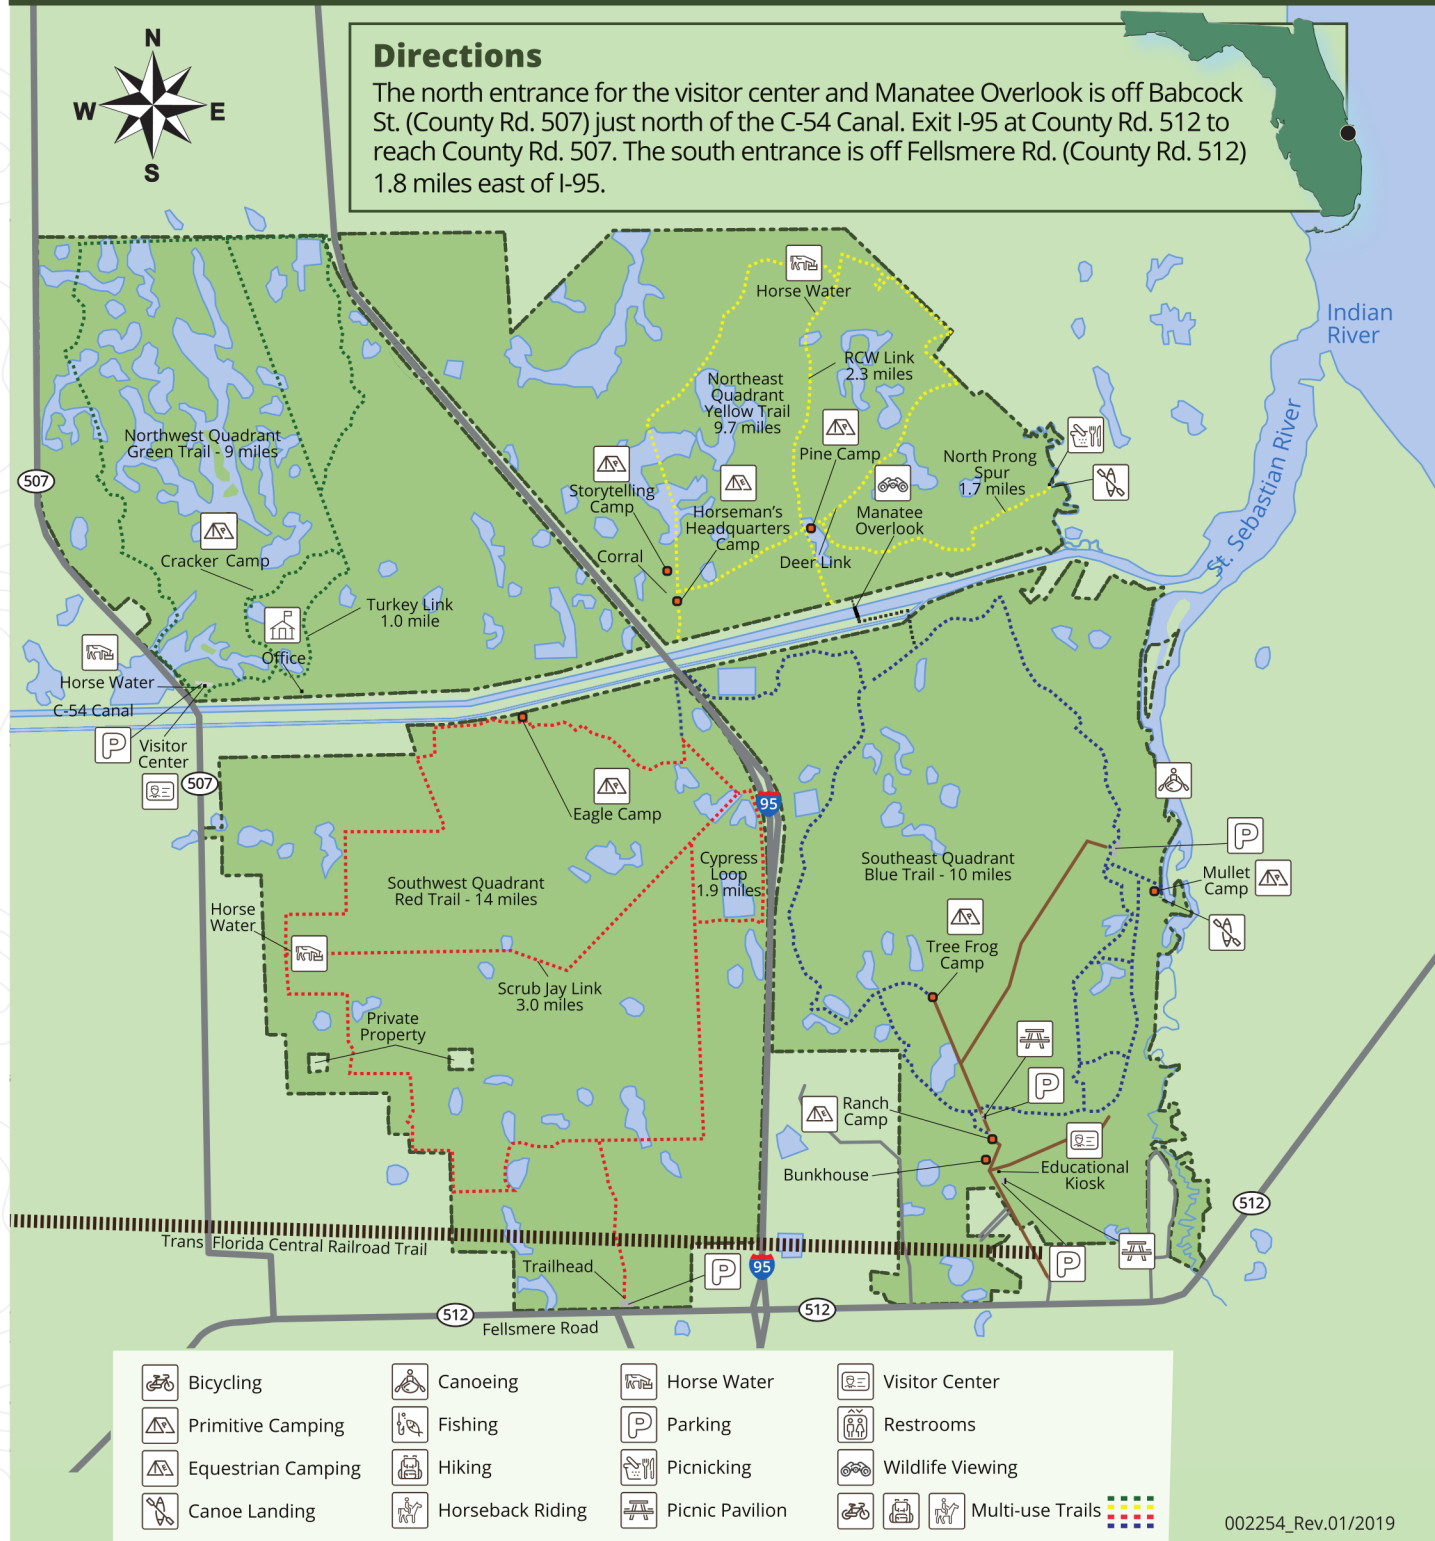 N
W
E
S
Directions
The north entrance for the visitor center and Manatee Overlook is off Babcock
St. (County Rd. 507) just north of the C-54 Canal. Exit I-95 at County Rd. 512 to
reach County Rd. 507. The south entrance is off Fellsmere Rd. (County Rd. 512)
1.8 miles east of I-95.
Indian
River
St. Sebastian River
Horse Water
RCW Link
2.3 miles
Northeast
Quadrant
Yellow Trail
9.7 miles
Northwest Quadrant
Green Trail - 9 miles
Pine Camp
North Prong
Spur
1.7 miles
507
Storytelling
Camp
Horseman's
Headquarters
Camp
Manatee
Overlook
Corral
Deer Link
Cracker Camp
Turkey Link
1.0 mile
Office
Horse Water
C-54 Canal
P
Visitor
Center
507
Eagle Camp
95
Cypress
Loop
1.9 miles
Southeast Quadrant
Blue Trail - 10 miles
P
Mullet
Camp
Southwest Quadrant
Red Trail - 14 miles
Horse
Water
Tree Frog
Camp
Scrub Jay Link
3.0 miles
Private
Property
P
Ranch
Camp
Bunkhouse
Educational
Kiosk
512
Trans Florida Central Railroad Trail
Trailhead
P
95
P
512
512
Fellsmere Road
Bicycling
Canoeing
Horse Water
Visitor Center
Primitive Camping
Fishing
P
Parking
Restrooms
Equestrian Camping
Hiking
Picnicking
Wildlife Viewing
Canoe Landing
Horseback Riding
Picnic Pavilion
Multi-use Trails
002254_Rev.01/2019